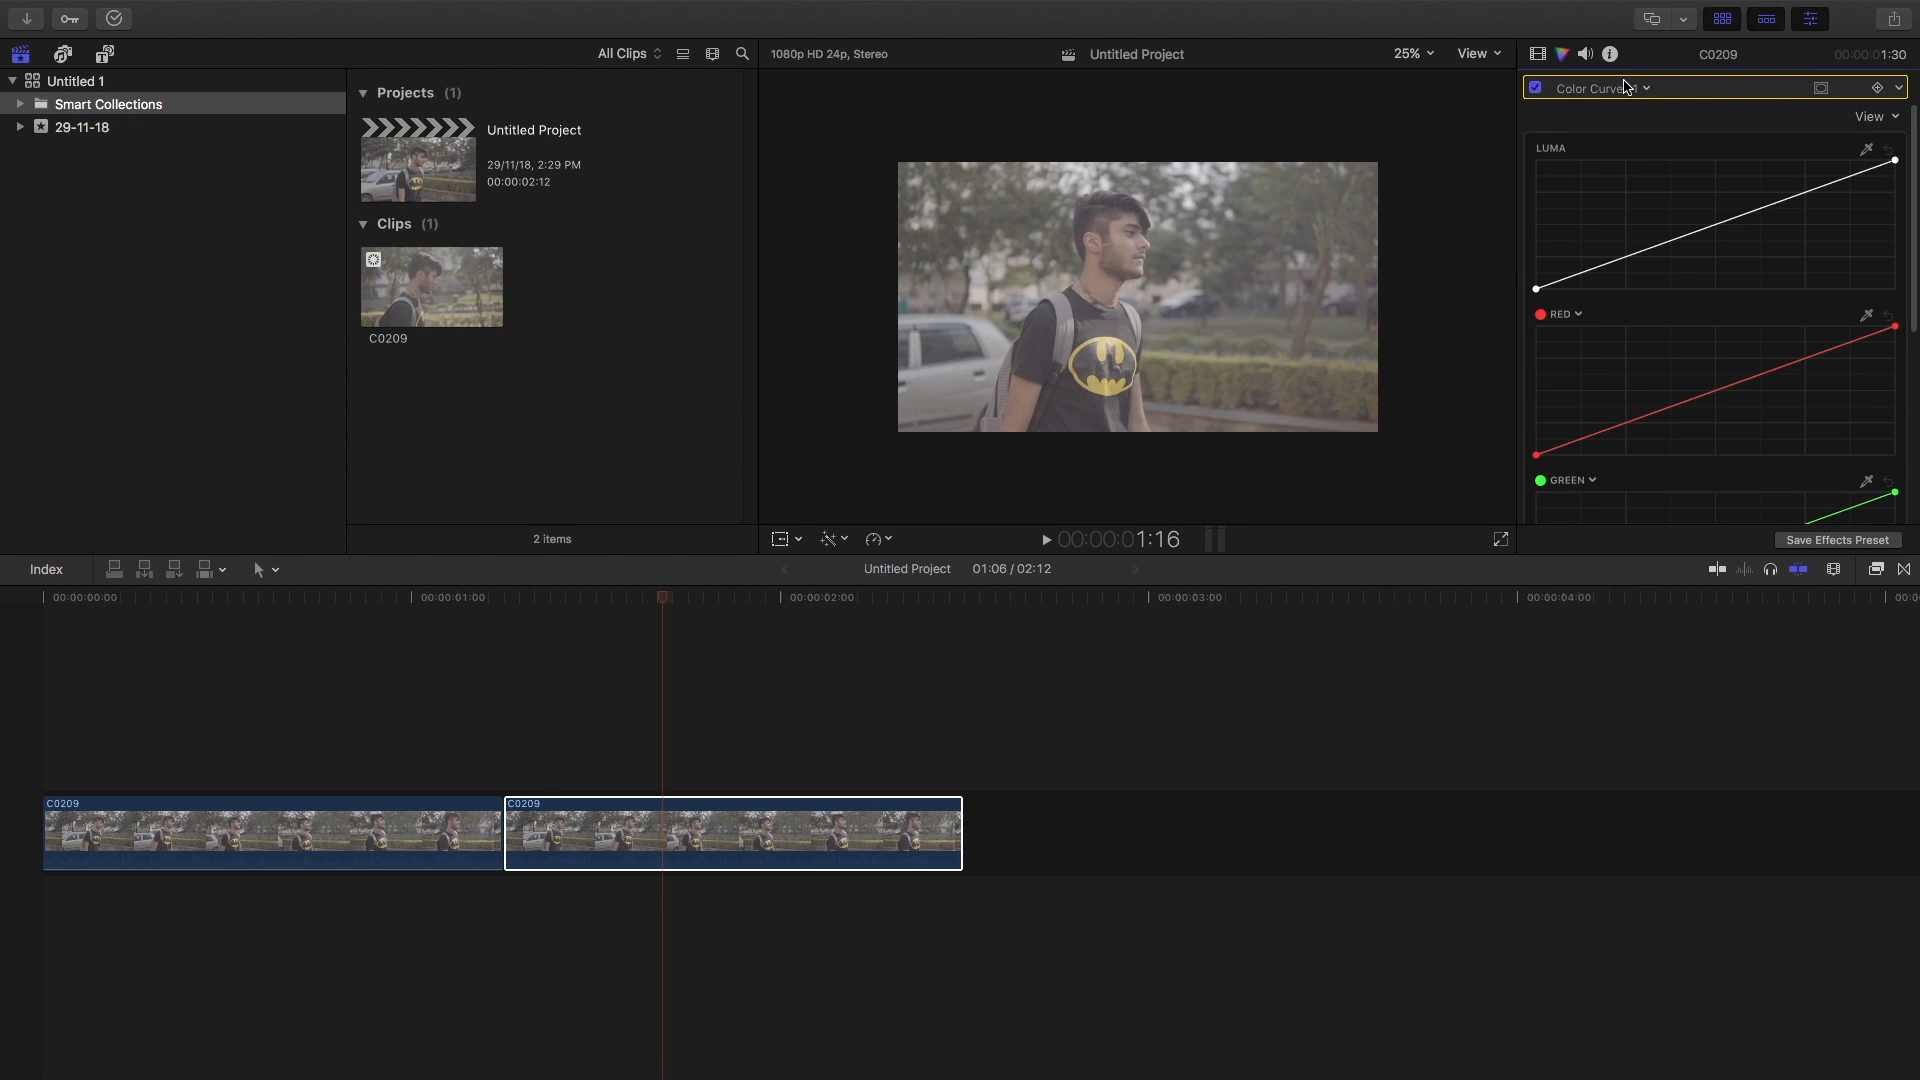 All Clips
1080p HD 24p, Stereo
Untitled Project
25%
View
C0209
00:00:01:30
Untitled 1
Smart Collections
29-11-18
Projects (1)
Untitled Project
29/11/18, 2:29 PM
00:00:02:12
Clips (1)
C0209
2 items
Color Curves 1
View
LUMA
RED
GREEN
Save Effects Preset
00:00:01:16
Index
Untitled Project
01:06 / 02:12
00:00:00:00
00:00:01:00
00:00:02:00
00:00:03:00
00:00:04:00
00:0
C0209
C0209